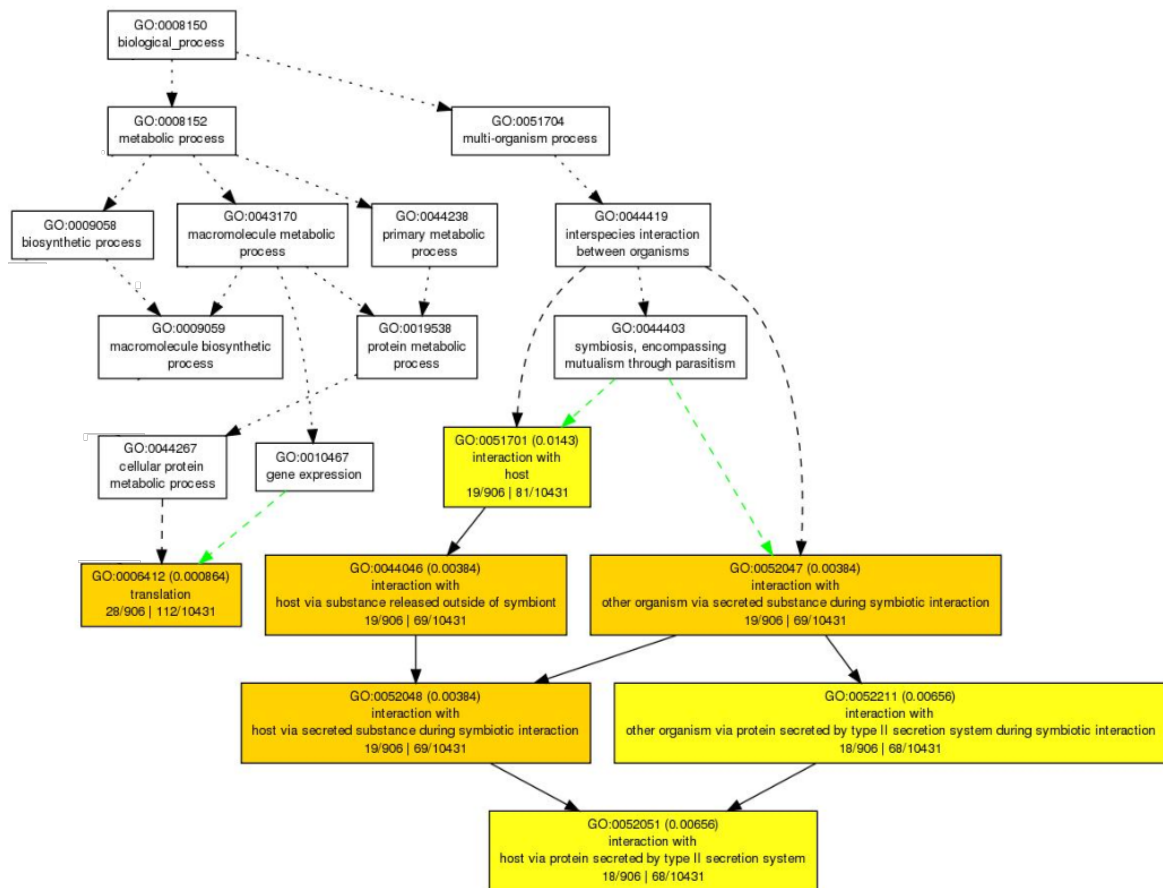 GO:0008150
biological_process
GO:0008152
metabolic process
GO:0051704
multi-organism process
GO:0009058
biosynthetic process
GO:0043170
macromolecule metabolic
process
GO:0044238
primary metabolic
process
GO:0044419
interspecies interaction
between organisms
GO:0009059
macromolecule biosynthetic
process
GO:0019538
protein metabolic
process
GO:0044403
symbiosis, encompassing
mutualism through parasitism
GO:0044267
cellular protein
metabolic process
GO:0010467
gene expression
GO:0051701 (0.0143)
interaction with
host
19/906 | 81/10431
GO:0006412 (0.000864)
translation
28/906 | 112/10431
GO:0044046 (0.00384)
interaction with
host via substance released outside of symbiont
19/906 | 69/10431
GO:0052047 (0.00384)
interaction with
other organism via secreted substance during symbiotic interaction
19/906 | 69/10431
GO:0052048 (0.00384)
interaction with
host via secreted substance during symbiotic interaction
19/906 | 69/10431
GO:0052211 (0.00656)
interaction with
other organism via protein secreted by type II secretion system during symbiotic interaction
18/906 | 68/10431
GO:0052051 (0.00656)
interaction with
host via protein secreted by type II secretion system
18/906 | 68/10431